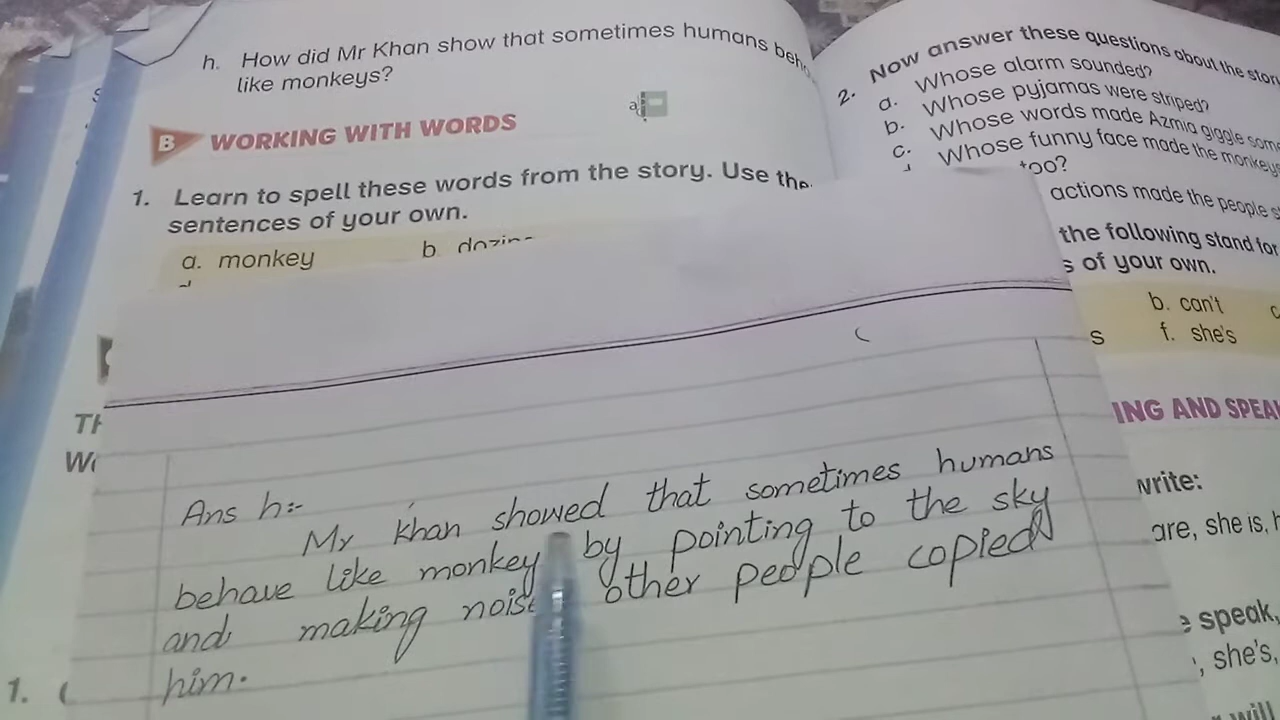 h. How did Mr Khan show that sometimes humans
like monkeys?
B WORKING WITH WORDS
1. Learn to spell these words from the story. Use
sentences of your own.
a. monkey b.
Ans h:-
Mr Khan showed that sometimes humans
behave like monkey by pointing to the sky
and making other people copied
him.
1.
2. Now answer these questions about the
a. Whose alarm sounded?
b. Whose pyjamas were striped?
c. Whose words made Azmia giggle
Whose funny face made the
too?
actions made the people
the following stand for
of your own.
b. can't
f. she's
ING AND
write:
are, she is,
speak,
she's,
will